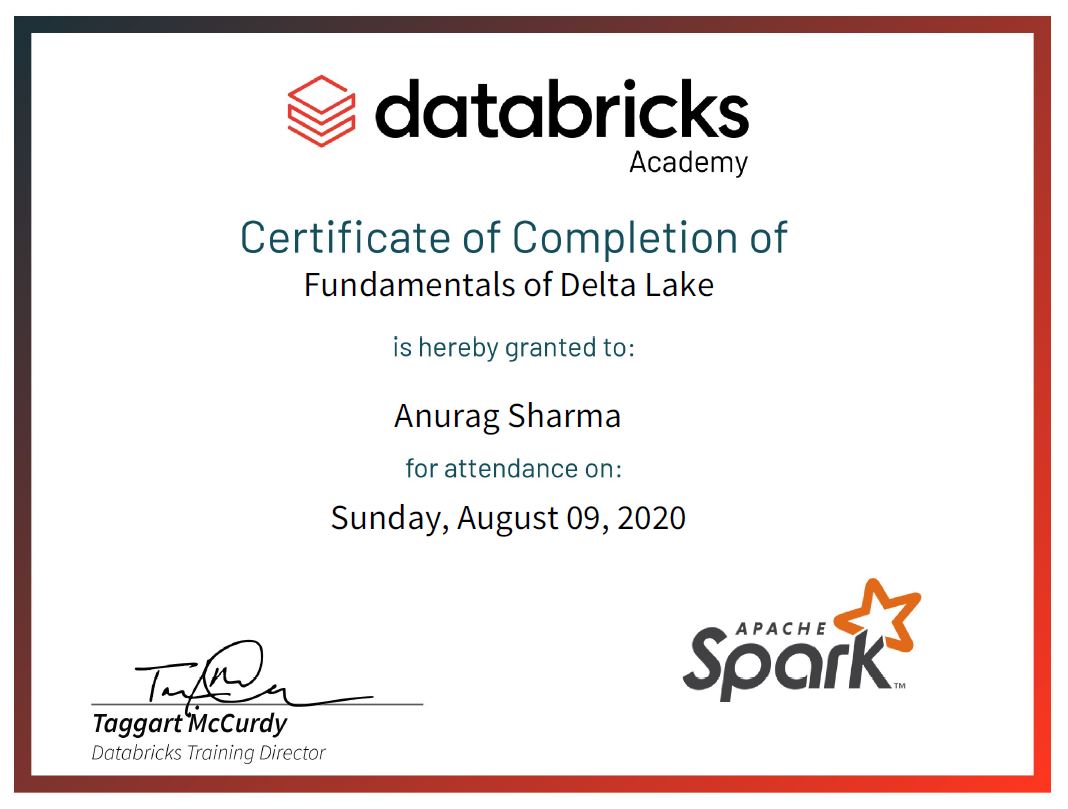 databricks
Academy
Certificate of Completion of
Fundamentals of Delta Lake
is hereby granted to:
Anurag Sharma
for attendance on:
Sunday, August 09, 2020
APACHE
Spark™
Taggart McCurdy
Databricks Training Director